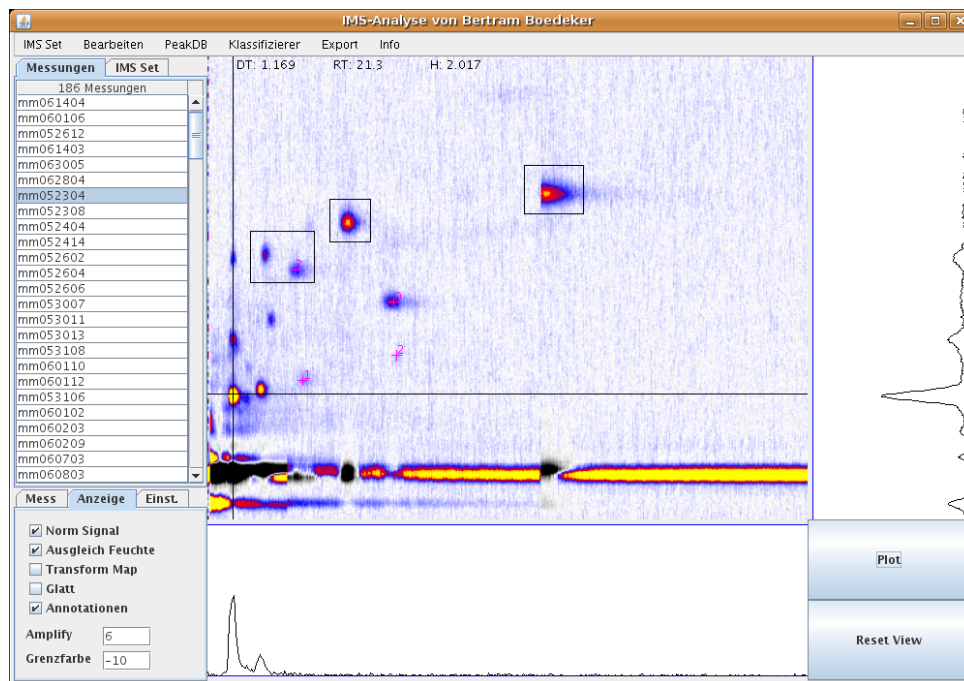 IMS-Analyse von Bertram Boedeker
IMS Set Bearbeiten PeakDB Klassifizierer Export Info
Messungen IMS Set
DT: 1.169 RT: 21.3 H: 2.017
186 Messungen
mm061404
mm060106
mm052612
mm061403
mm063005
mm062804
mm052304
mm052308
mm052404
mm052414
mm052602
mm052604
mm052606
mm053007
mm053011
mm053013
mm053108
mm060110
mm060112
mm053106
mm060102
mm060203
mm060209
mm060703
mm060803
2
1
Mess Anzeige Einst.
Norm Signal
Ausgleich Feuchte
Transform Map
Glatt
Annotationen
Amplify 6
Grenzfarbe -10
Plot
Reset View